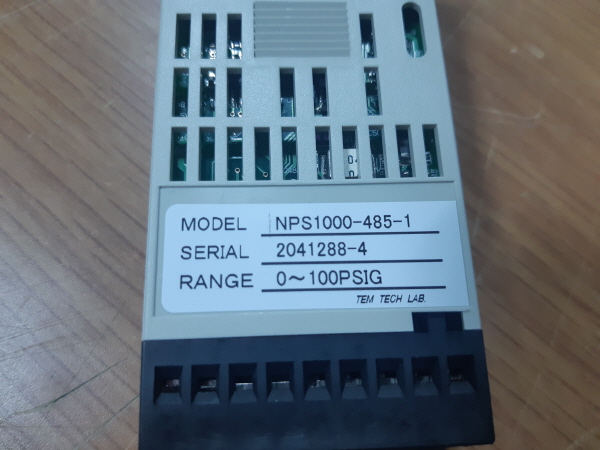 MODEL NPS1000-485-1
SERIAL 2041288-4
RANGE 0～100PSIG
TEM TECH LAB.